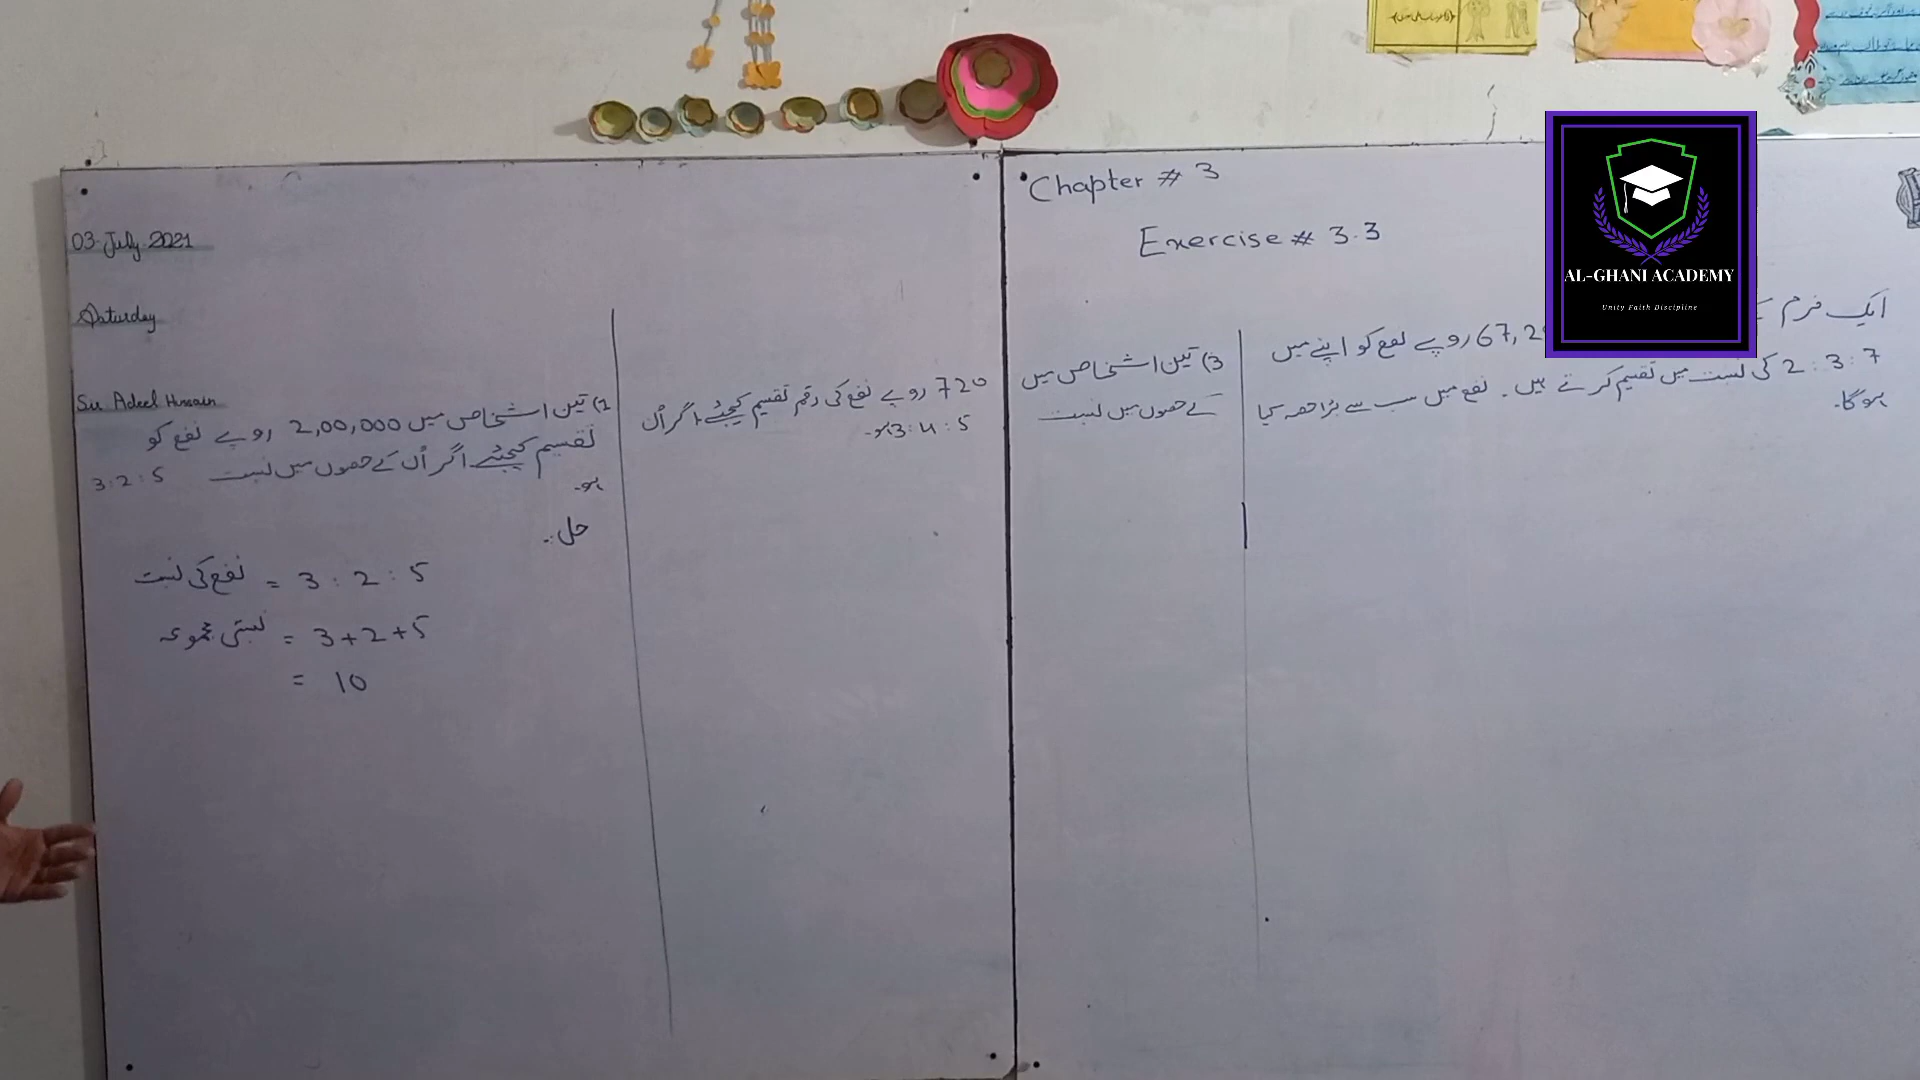 03 July 2021
Saturday
Sir Adeel Hussain
Chapter # 3
Exercise # 3.3
AL-GHANI ACADEMY
Unity Faith Discipline
1) تین اشخاص میں 2,00,000 روپے نفع کو
تقسیم کیجئے اگر اُن کے حصوں میں نسبت 3:2:5
ہو۔
حل:۔
نفع کی نسبت = 3 : 2 : 5
نسبتی مجموعہ = 3+2+5
= 10
3) تین اشخاص میں 720 روپے نفع کی رقم تقسیم کیجئے، اگر اُن
کے حصوں میں نسبت 3:4:5 ہو۔
ایک فرم
روپے نفع کو اپنے میں
2 : 3 : 7 کی نسبت میں تقسیم کرتے ہیں۔ نفع میں سب سے بڑا حصہ کیا
ہوگا۔